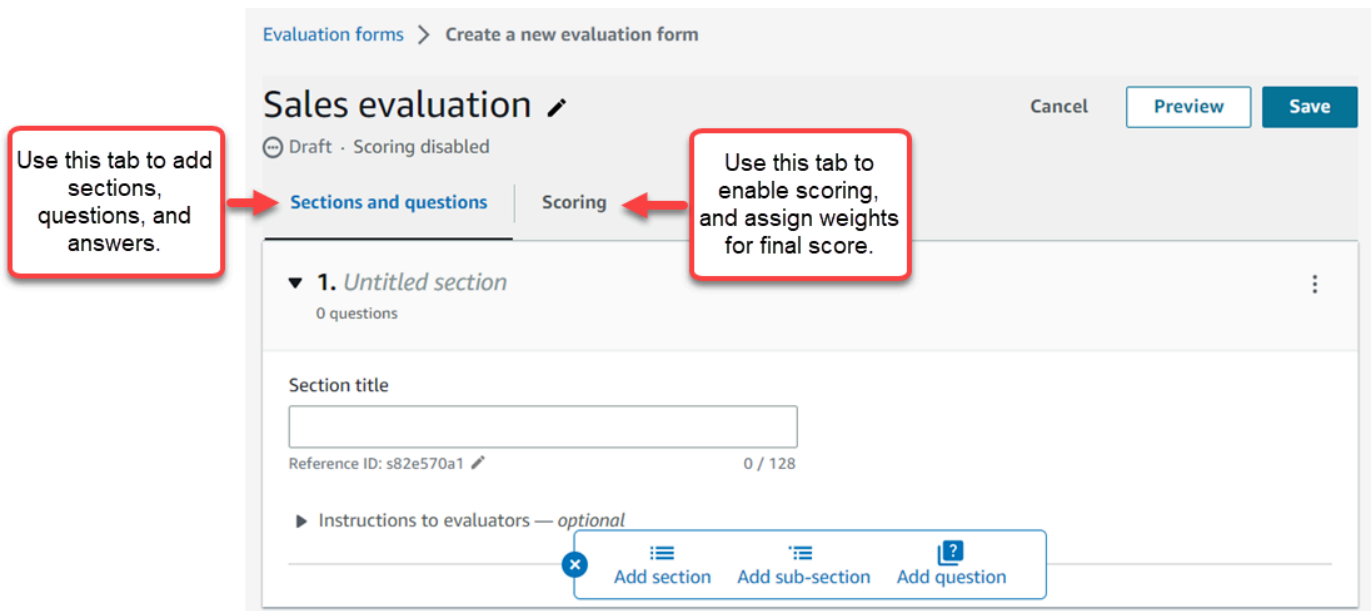 Evaluation forms > Create a new evaluation form
Sales evaluation
Cancel
Preview
Save
Draft · Scoring disabled
Use this tab to add
sections,
questions, and
answers.
Sections and questions
Scoring
Use this tab to
enable scoring,
and assign weights
for final score.
1. Untitled section
0 questions
Section title
Reference ID: s82e570a1
0 / 128
Instructions to evaluators — optional
Add section
Add sub-section
?
Add question